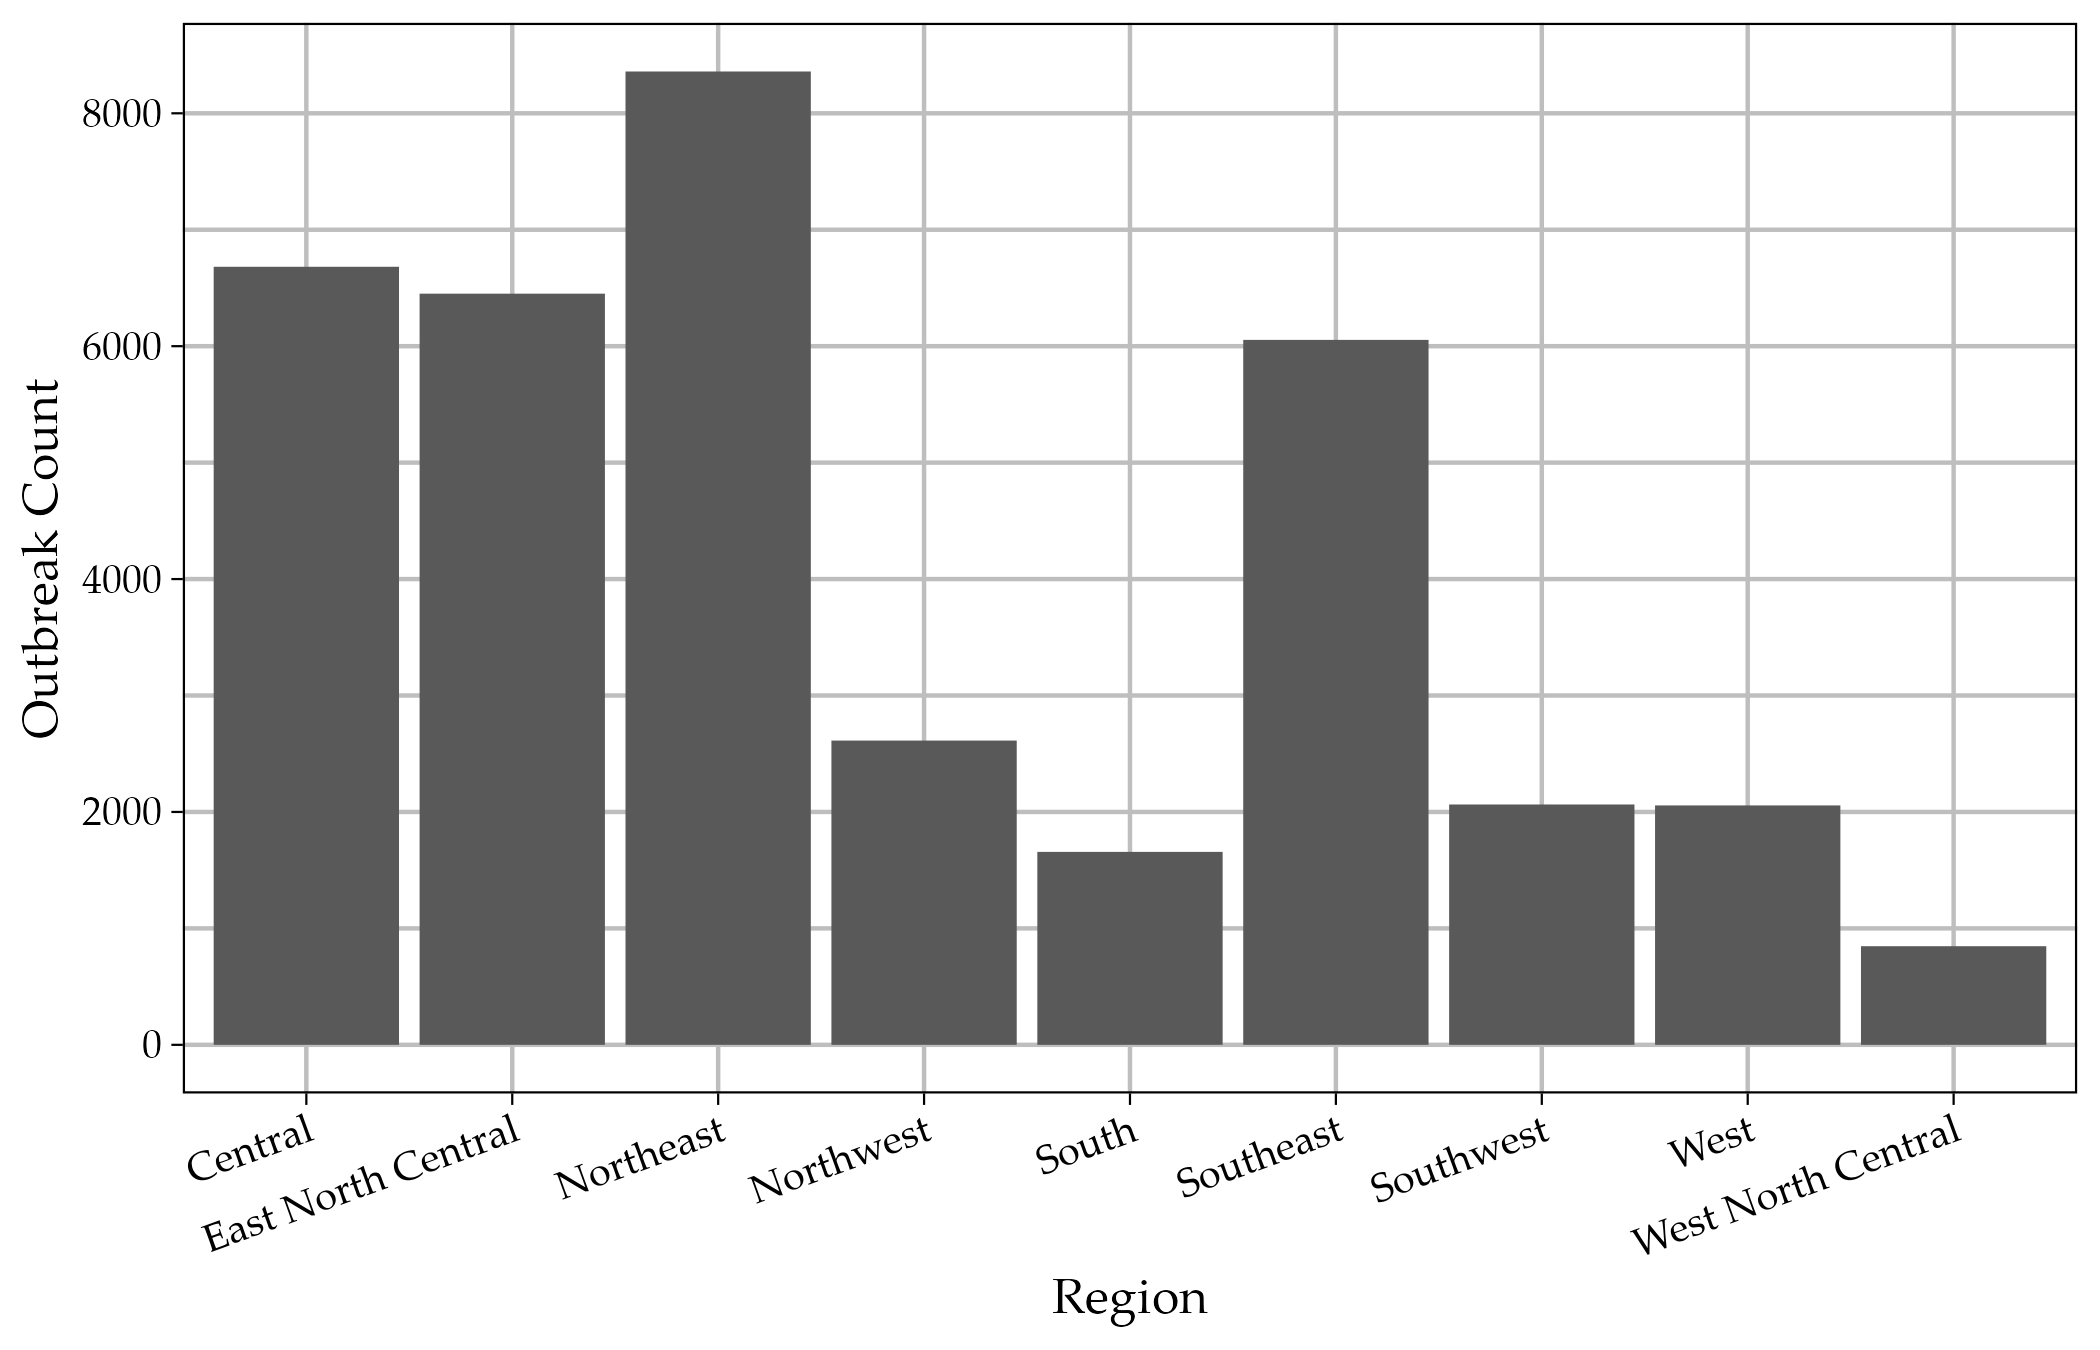 Outbreak Count
8000
6000
4000
2000
0
Central
East North Central
Northeast
Northwest
South
Southeast
Southwest
West
West North Central
Region